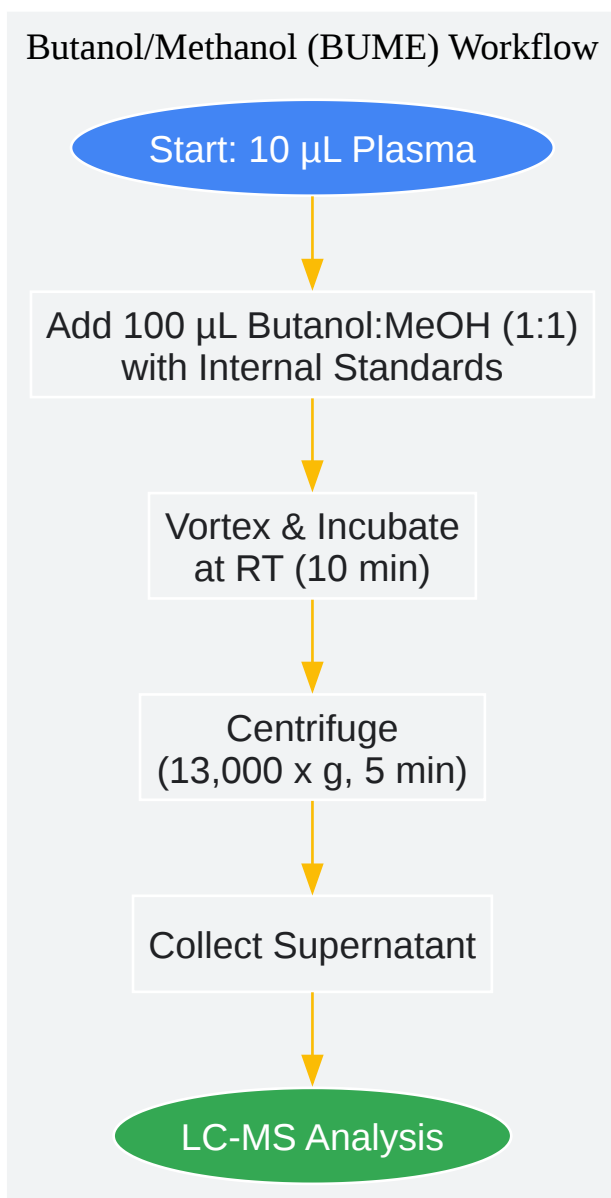 Butanol/Methanol (BUME) Workflow
Start: 10 µL Plasma
Add 100 µL Butanol:MeOH (1:1)
with Internal Standards
Vortex & Incubate
at RT (10 min)
Centrifuge
(13,000 x g, 5 min)
Collect Supernatant
LC-MS Analysis